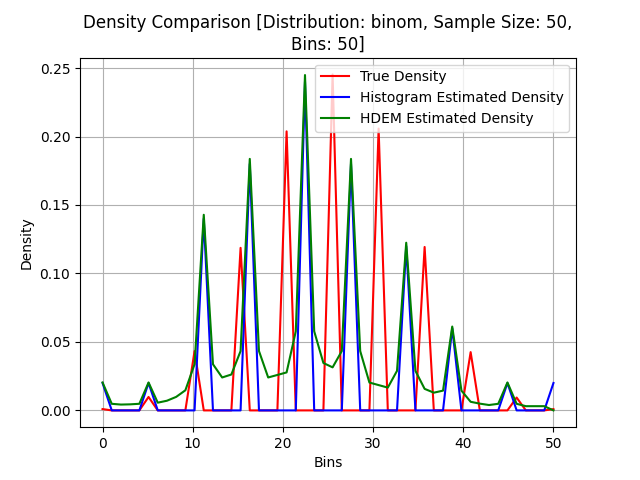 Density Comparison [Distribution: binom, Sample Size: 50,
Bins: 50]
True Density
Histogram Estimated Density
HDEM Estimated Density
Density
0.25
0.20
0.15
0.10
0.05
0.00
0 10 20 30 40 50
Bins